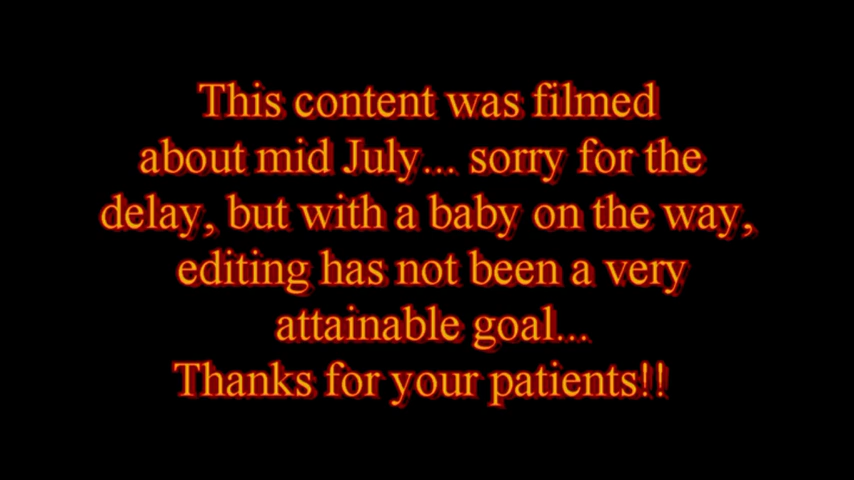 This content was filmed
about mid July... sorry for the
delay, but with a baby on the way,
editing has not been a very
attainable goal...
Thanks for your patients!!